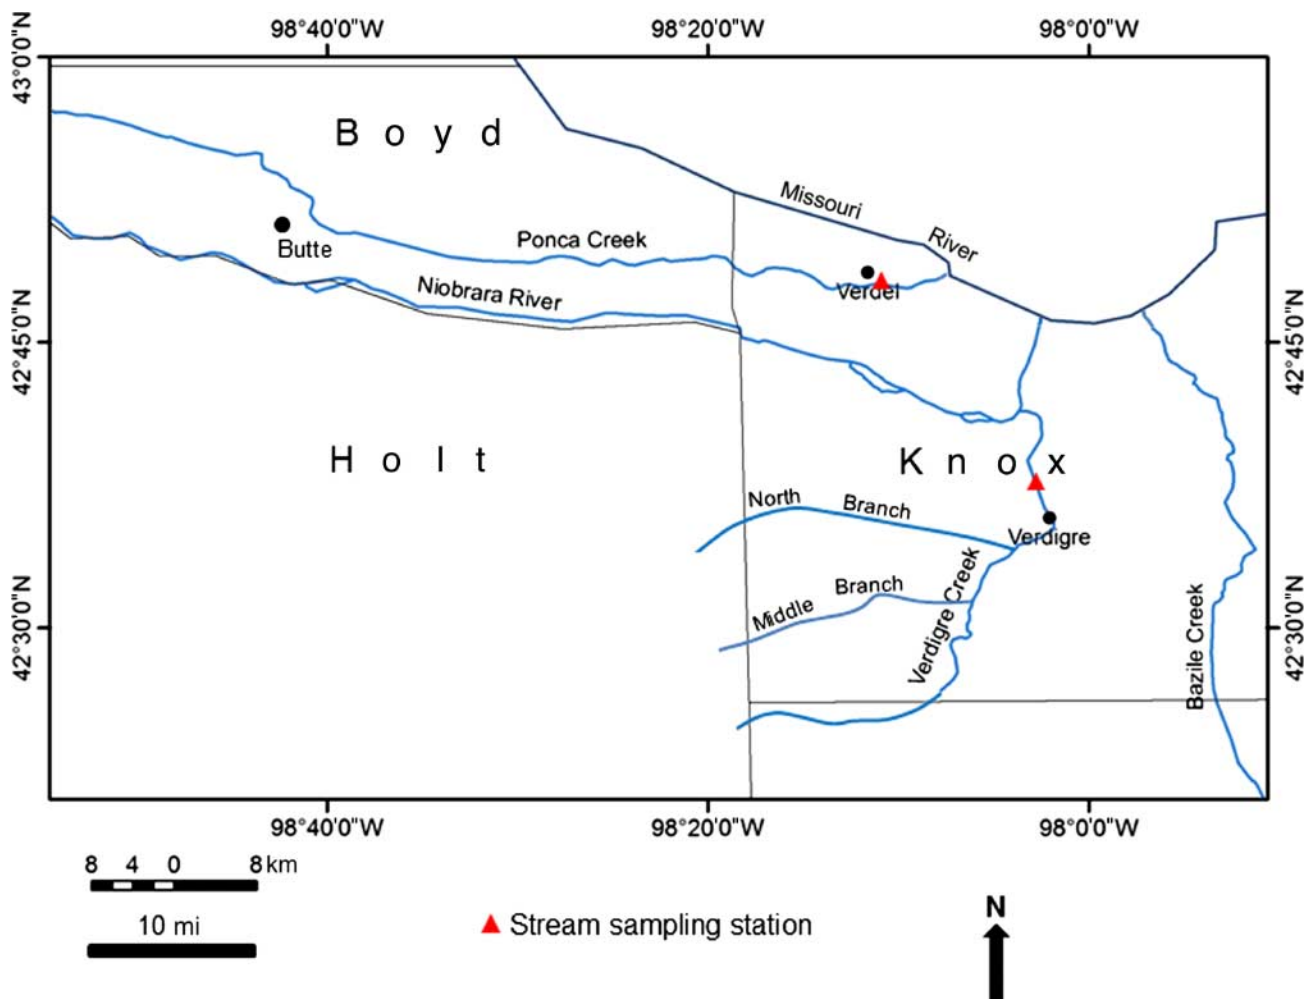 98°40'0"W 98°20'0"W 98°0'0"W
43°0'0"N
B o y d
Missouri
River
Ponca Creek
Butte
Verdel
Niobrara River
42°45'0"N 42°45'0"N
H o l t
K n o x
North Branch
Verdigre
Middle Branch
Verdigre Creek
Bazile Creek
42°30'0"N 42°30'0"N
98°40'0"W 98°20'0"W 98°0'0"W
8 4 0 8 km
10 mi
Stream sampling station
N